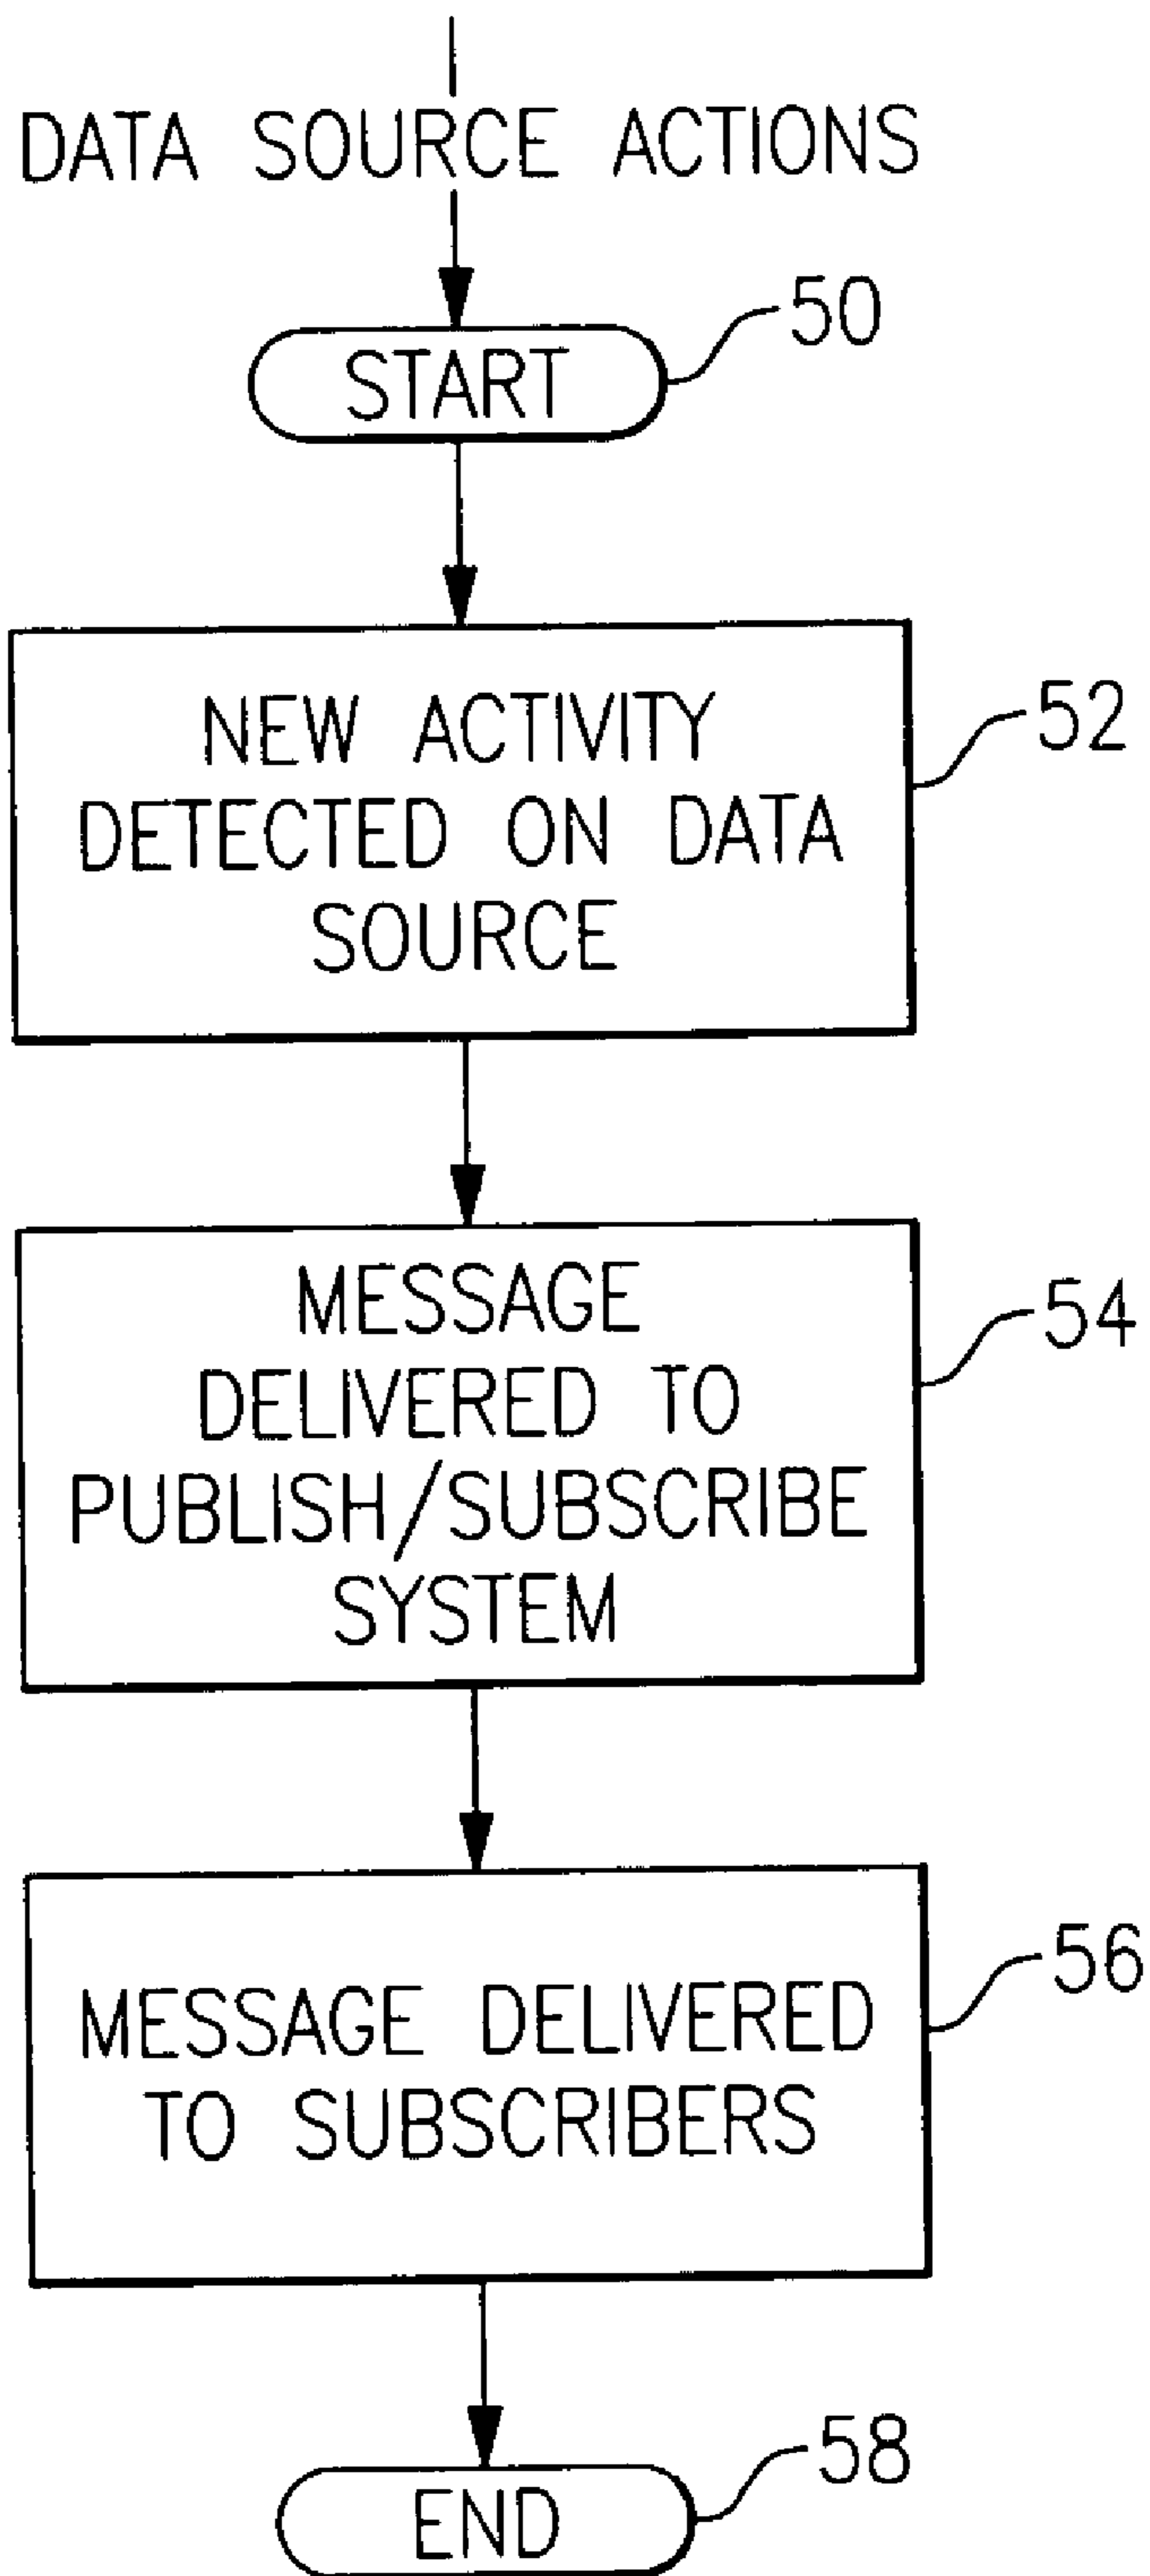 DATA SOURCE ACTIONS
50
START
52
NEW ACTIVITY
DETECTED ON DATA
SOURCE
54
MESSAGE
DELIVERED TO
PUBLISH/SUBSCRIBE
SYSTEM
56
MESSAGE DELIVERED
TO SUBSCRIBERS
58
END